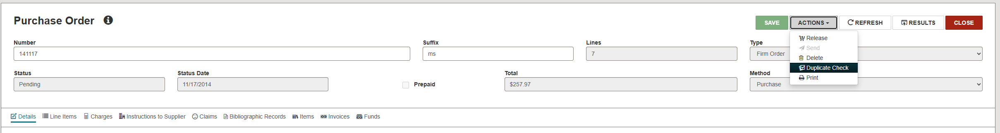 Purchase Order
SAVE ACTIONS REFRESH RESULTS CLOSE
Release
Send
Delete
Duplicate Check
Print
Number Suffix Lines Type
141117 ms 7 Firm Order
Status Status Date Prepaid Total Method
Pending 11/17/2014 $257.97 Purchase
Details Line Items Charges Instructions to Supplier Claims Bibliographic Records Items Invoices Funds